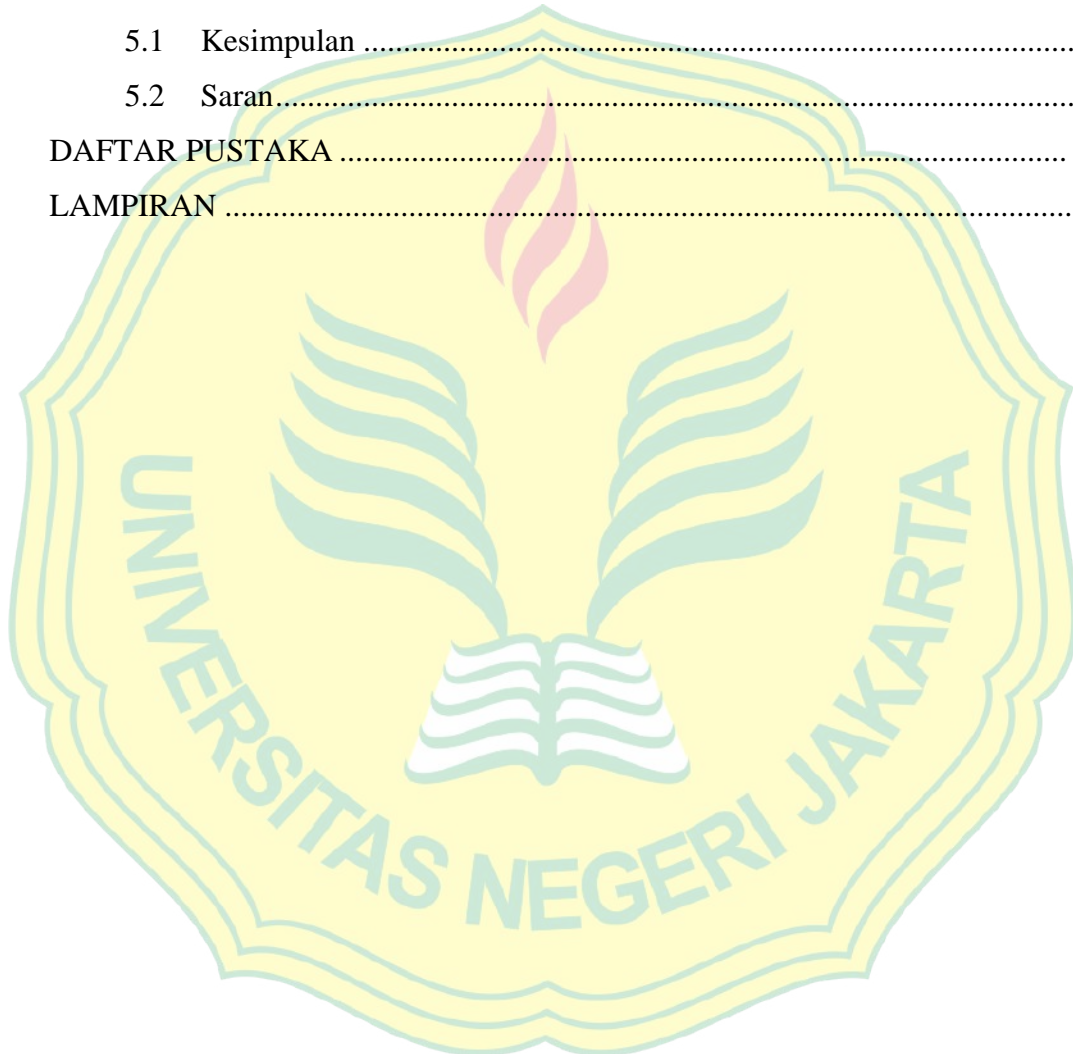 5.1 Kesimpulan ........................................................................................
5.2 Saran...................................................................................................
DAFTAR PUSTAKA ..........................................................................................
LAMPIRAN .........................................................................................................
UNIVERSITAS NEGERI JAKARTA